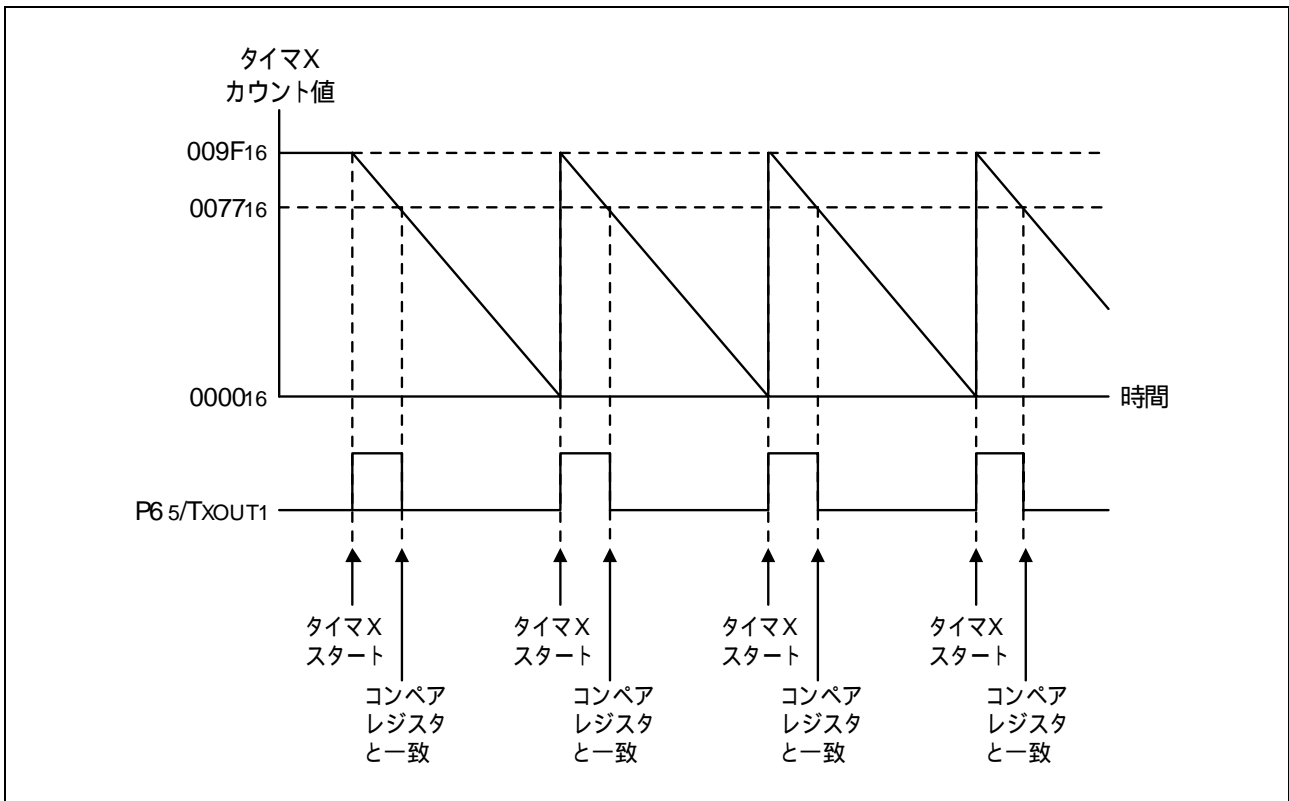 タイマX
カウント値
009F16
007716
000016
時間
P6 5/TXOUT1
タイマX
スタート
タイマX
スタート
タイマX
スタート
タイマX
スタート
コンペア
レジスタ
と一致
コンペア
レジスタ
と一致
コンペア
レジスタ
と一致
コンペア
レジスタ
と一致